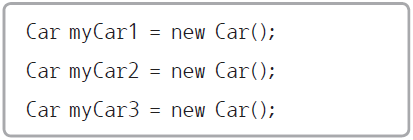 Car myCar1 = new Car();
Car myCar2 = new Car();
Car myCar3 = new Car();